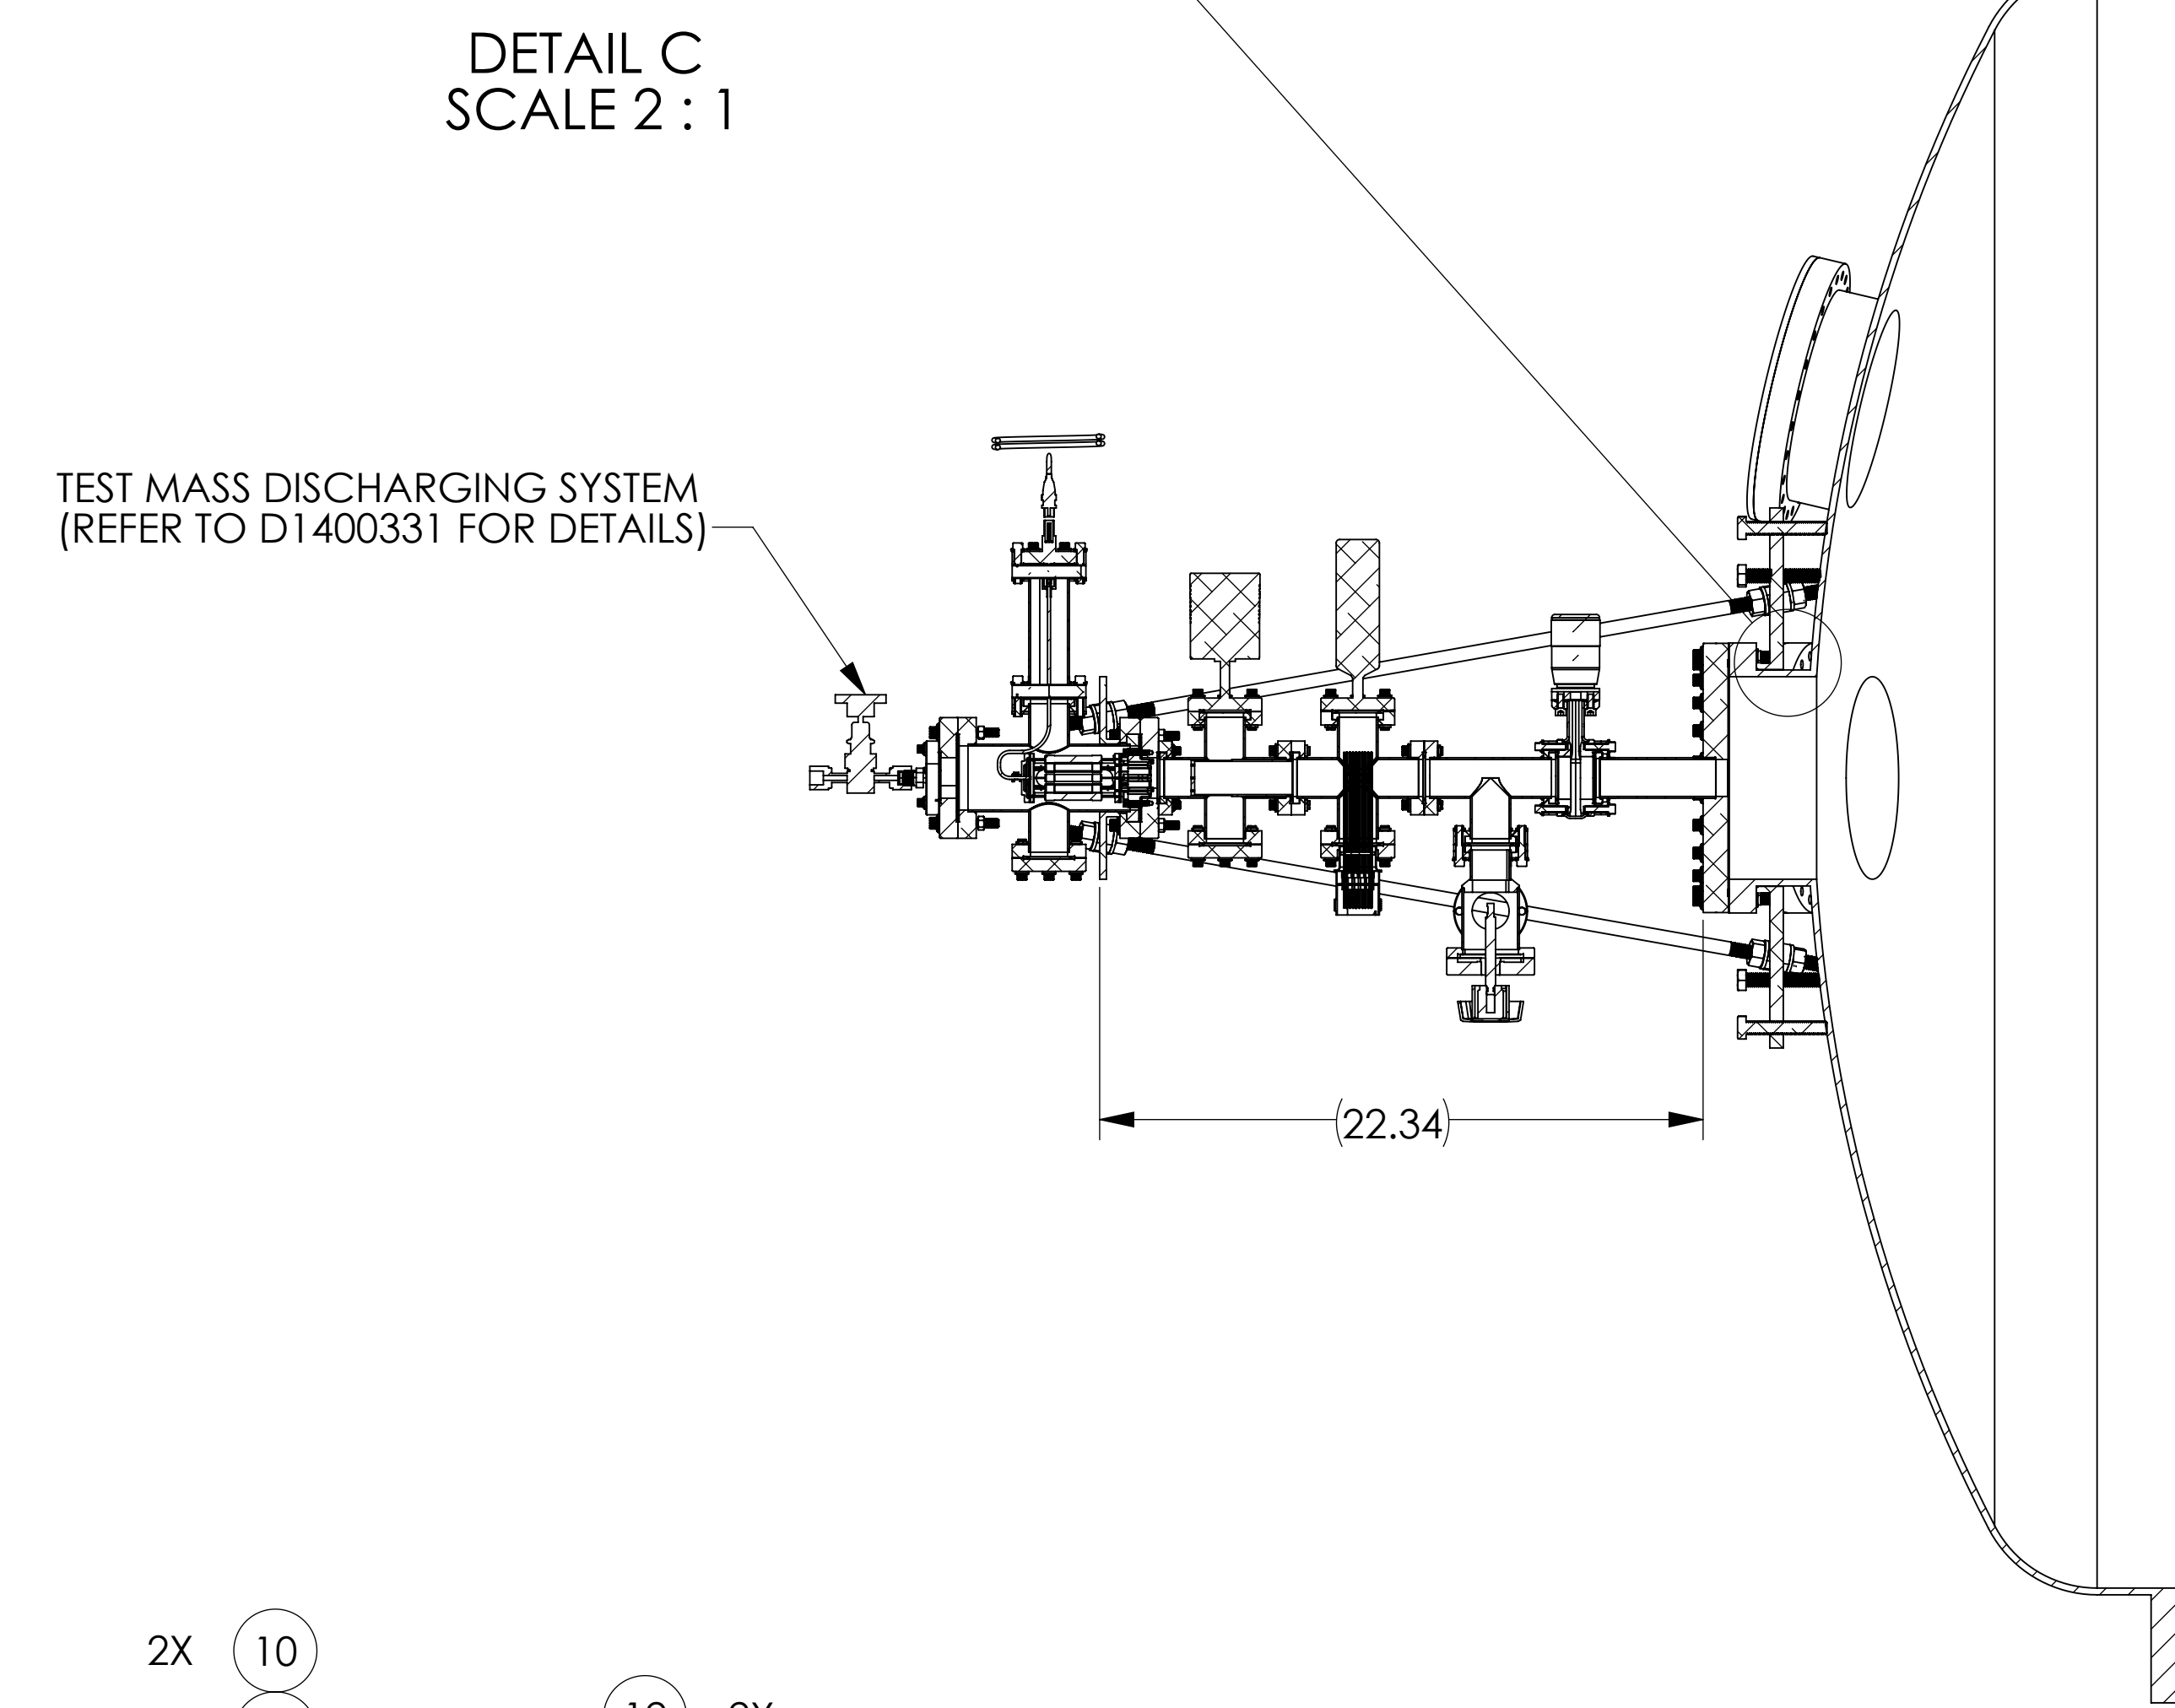 DETAIL C
SCALE 2 : 1
TEST MASS DISCHARGING SYSTEM
(REFER TO D1400331 FOR DETAILS)
(22.34)
2X 10